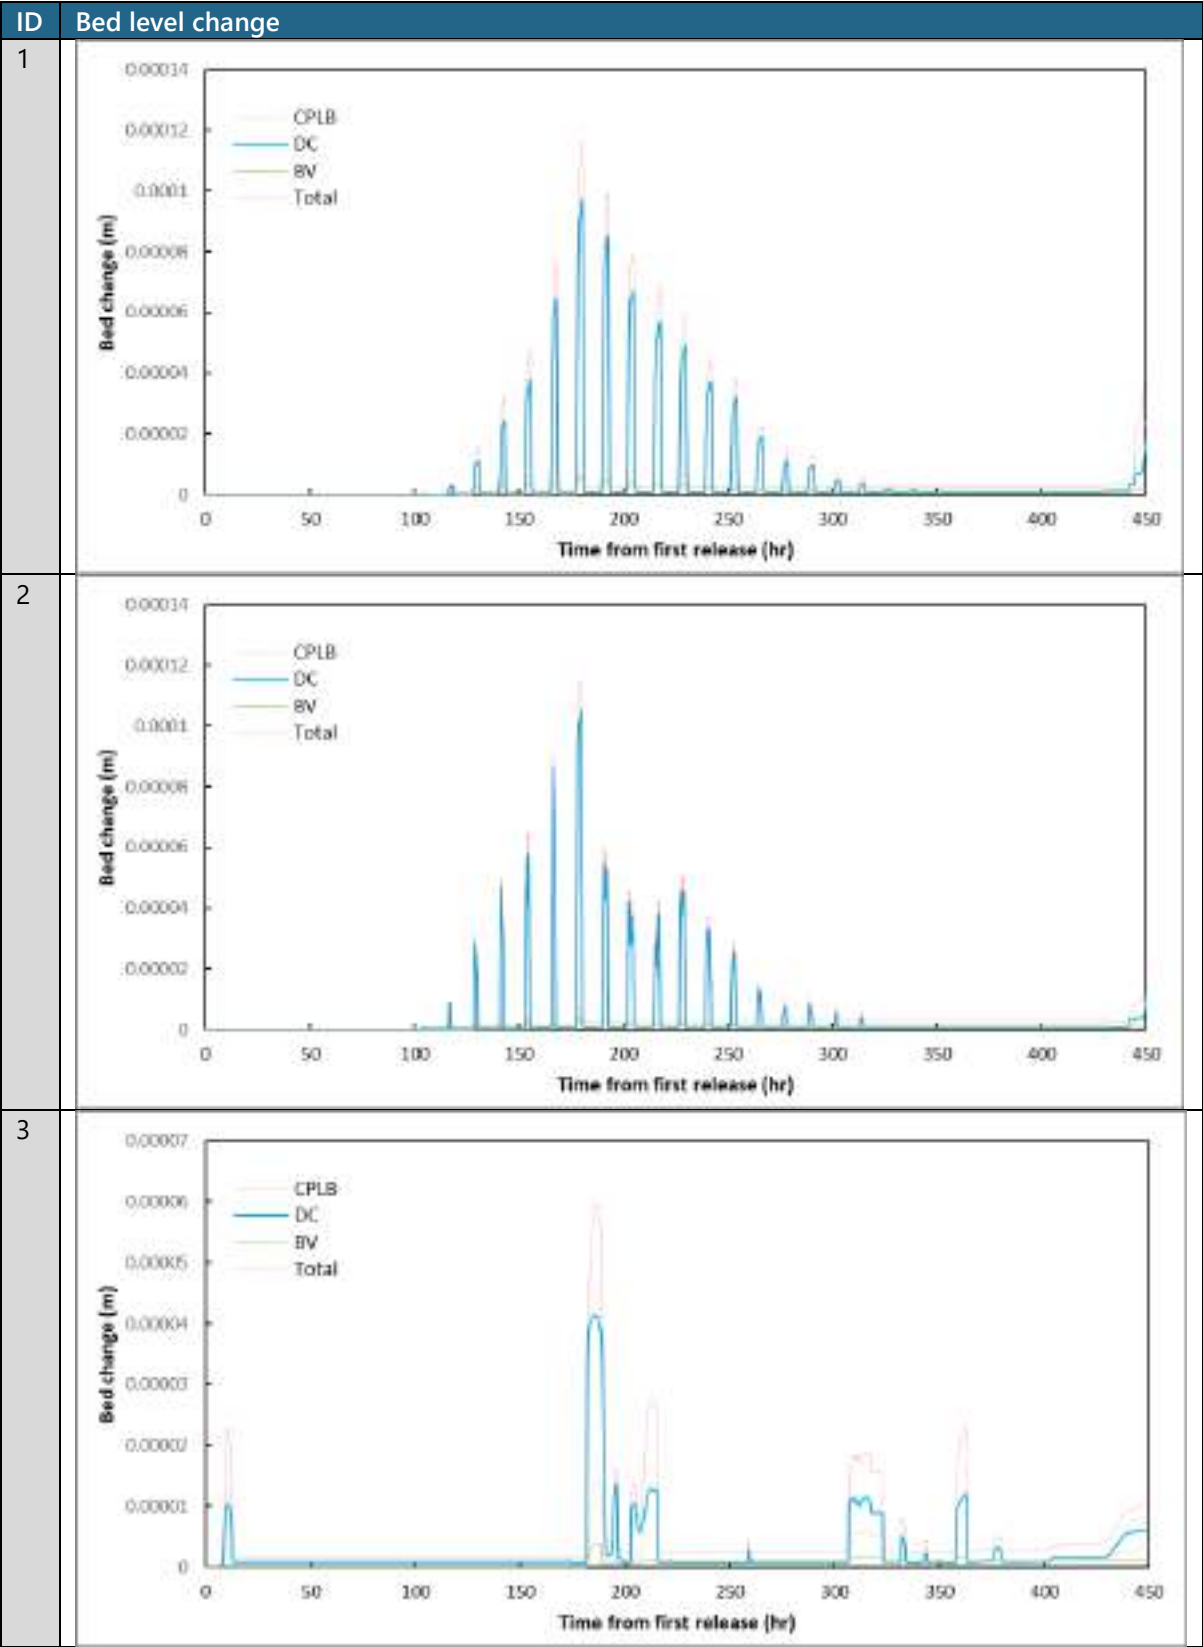 ID Bed level change
1
0.00014
0.00012
0.0001
0.00008
0.00006
0.00004
0.00002
0
CPLB
DC
BV
Total
Bed change (m)
0 50 100 150 200 250 300 350 400 450
Time from first release (hr)
2
0.00014
0.00012
0.0001
0.00008
0.00006
0.00004
0.00002
0
CPLB
DC
BV
Total
Bed change (m)
0 50 100 150 200 250 300 350 400 450
Time from first release (hr)
3
0.00007
0.00006
0.00005
0.00004
0.00003
0.00002
0.00001
0
CPLB
DC
BV
Total
Bed change (m)
0 50 100 150 200 250 300 350 400 450
Time from first release (hr)